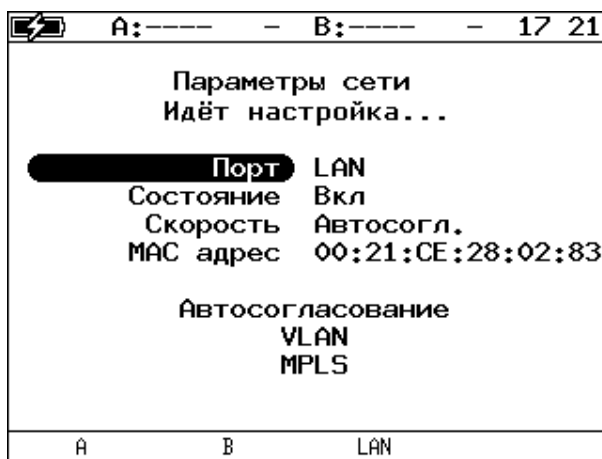 A:---- - B:---- - 17 21
Параметры сети
Идёт настройка...
Порт LAN
Состояние Вкл
Скорость Автосогл.
MAC адрес 00:21:CE:28:02:83
Автосогласование
VLAN
MPLS
A B LAN